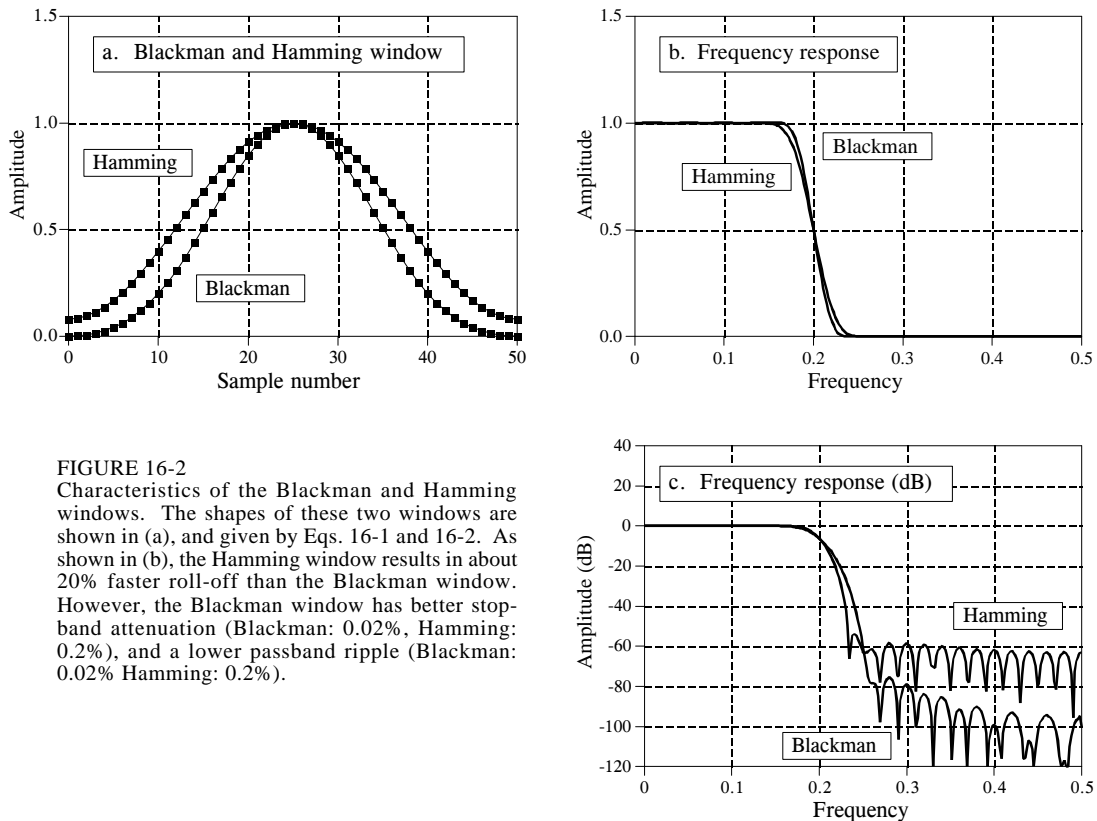 a. Blackman and Hamming window
1.5
1.0
0.5
0.0
Amplitude
Hamming
Blackman
0
10
20
30
40
50
Sample number
b. Frequency response
1.5
1.0
0.5
0.0
Amplitude
Blackman
Hamming
0
0.1
0.2
0.3
0.4
0.5
Frequency
FIGURE 16-2
Characteristics of the Blackman and Hamming
windows. The shapes of these two windows are
shown in (a), and given by Eqs. 16-1 and 16-2. As
shown in (b), the Hamming window results in about
20% faster roll-off than the Blackman window.
However, the Blackman window has better stop-
band attenuation (Blackman: 0.02%, Hamming:
0.2%), and a lower passband ripple (Blackman:
0.02% Hamming: 0.2%).
c. Frequency response (dB)
40
20
0
-20
-40
-60
-80
-100
-120
Amplitude (dB)
Hamming
Blackman
0
0.1
0.2
0.3
0.4
0.5
Frequency